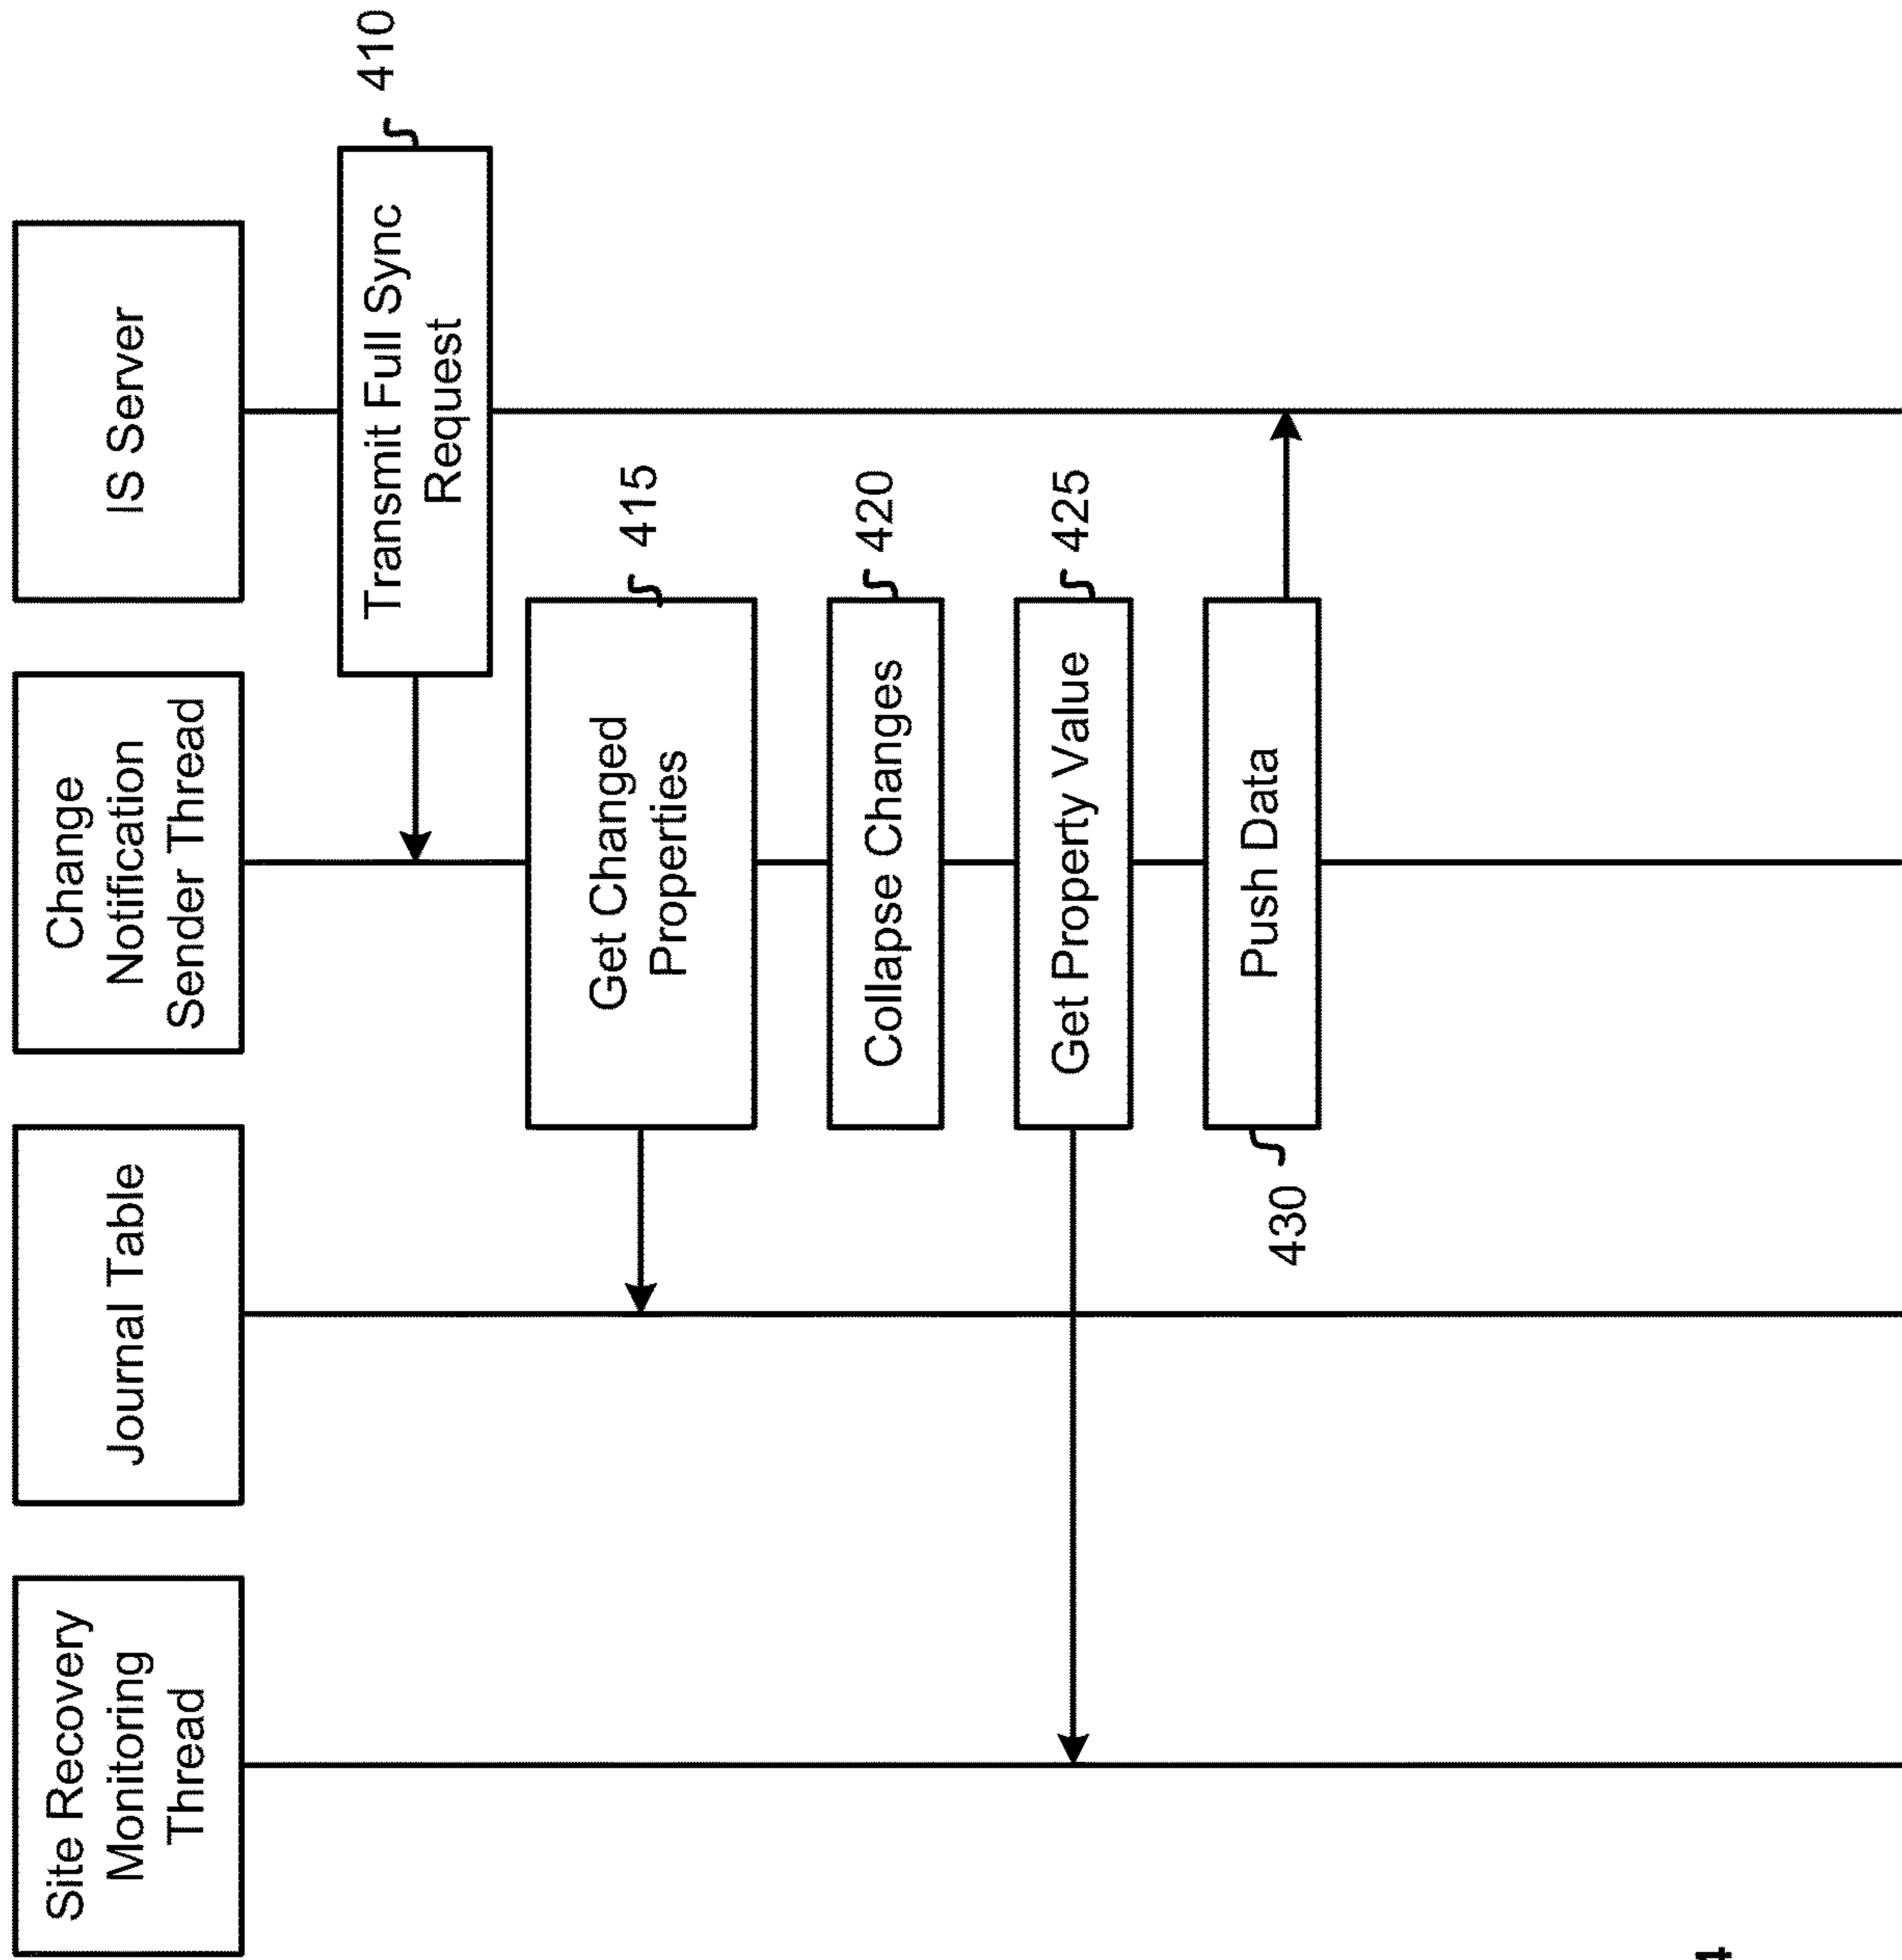 Site Recovery
Monitoring
Thread
Journal Table
Change
Notification
Sender Thread
IS Server
Transmit Full Sync
Request
410
Get Changed
Properties
415
Collapse Changes
420
Get Property Value
425
Push Data
430
4